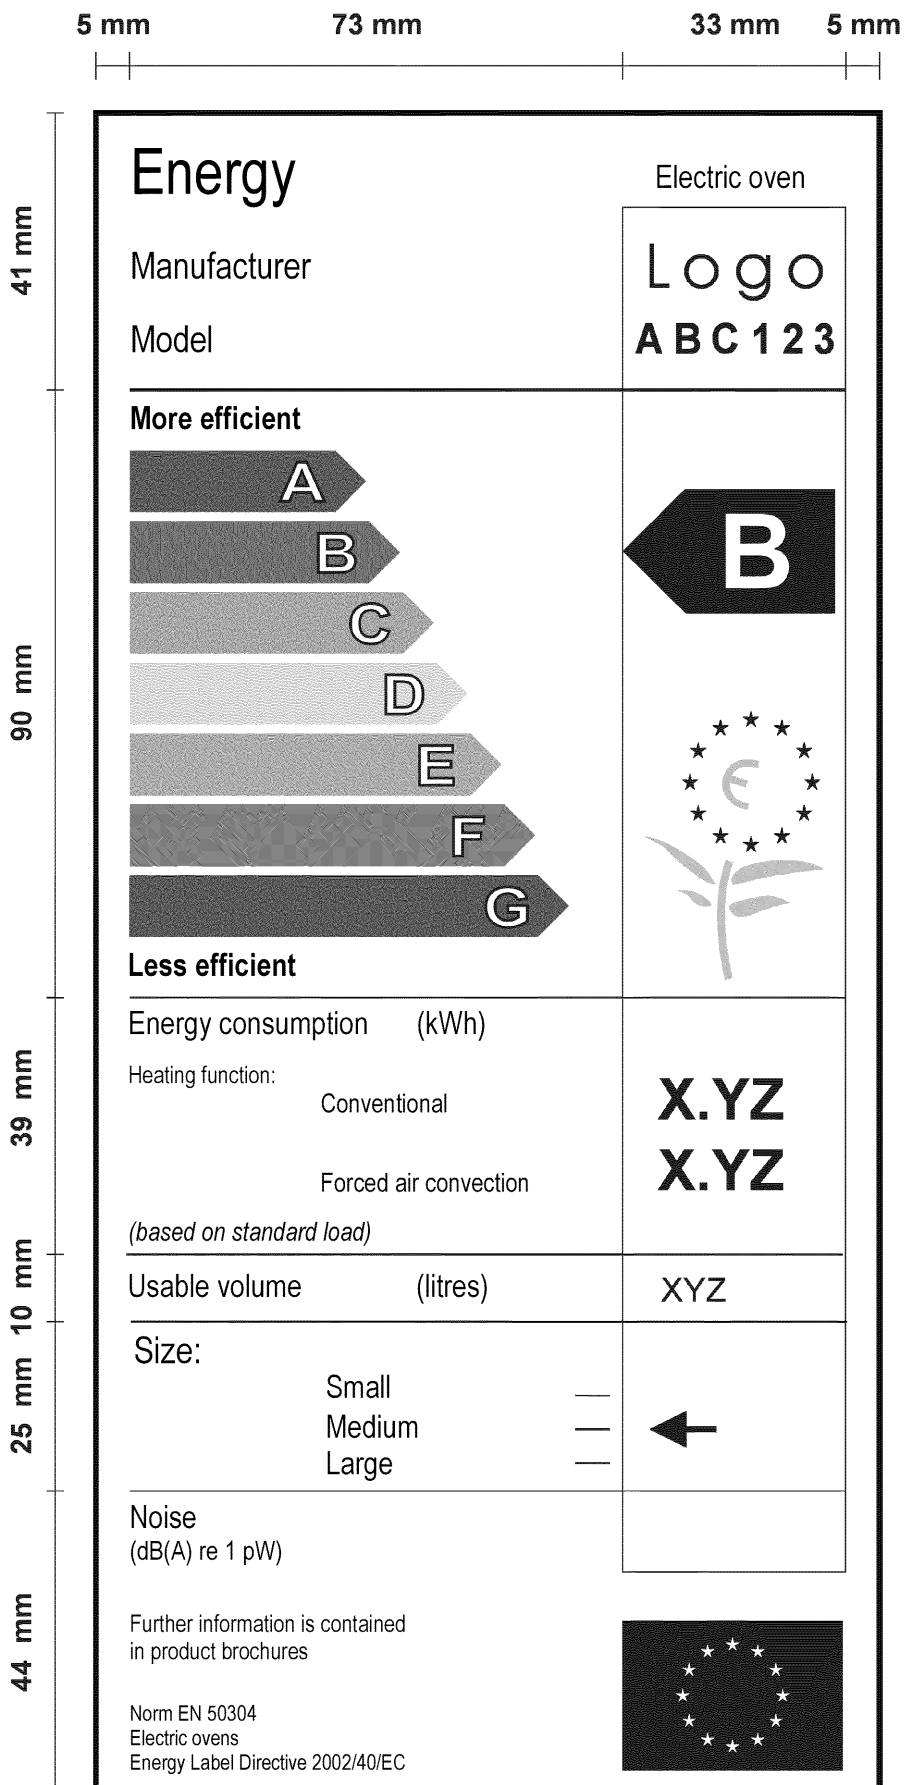 5 mm 73 mm 33 mm 5 mm
Energy
Electric oven
41 mm
Manufacturer
Logo
Model
ABC123
More efficient
A
B
B
C
90 mm
D
E
F
G
Less efficient
Energy consumption (kWh)
39 mm
Heating function:
Conventional
X.YZ
Forced air convection
X.YZ
(based on standard load)
10 mm
Usable volume (litres) XYZ
25 mm
Size:
Small
Medium
Large
Noise
(dB(A) re 1 pW)
44 mm
Further information is contained
in product brochures
Norm EN 50304
Electric ovens
Energy Label Directive 2002/40/EC